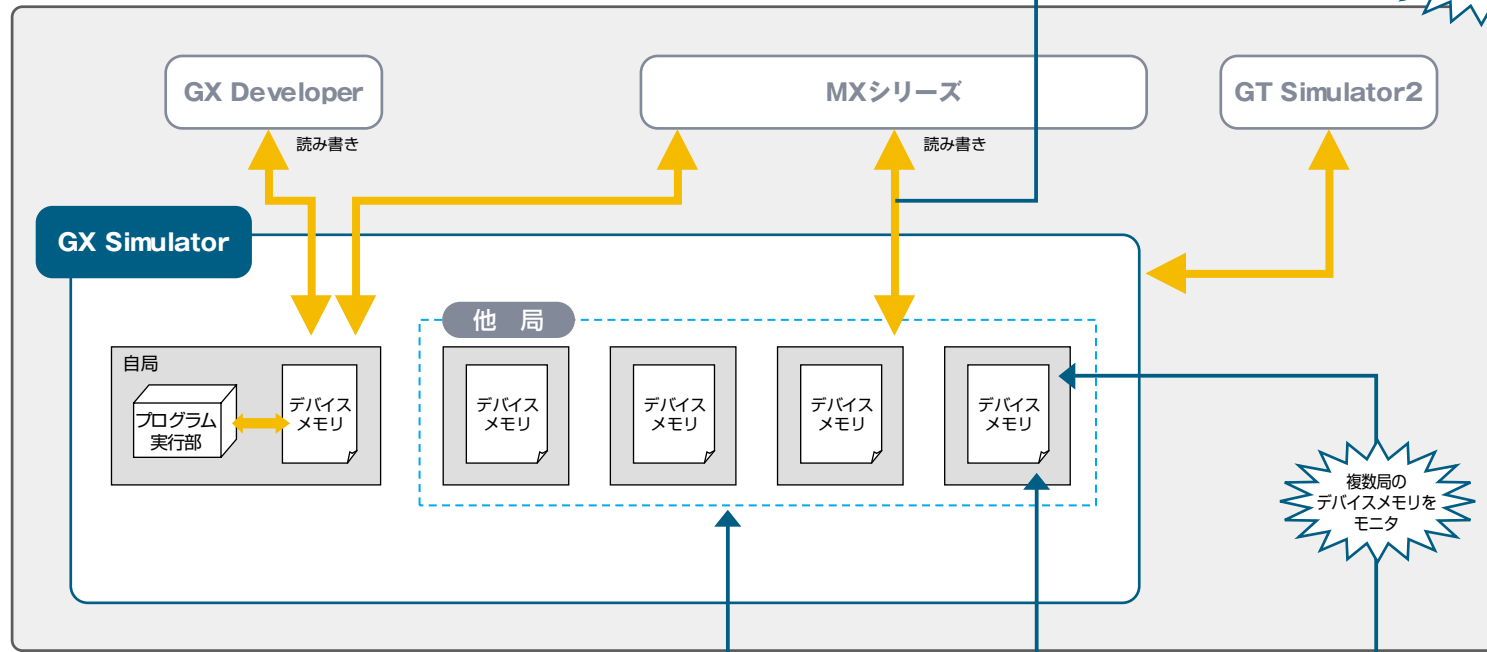 GX Developer
MXシリーズ
GT Simulator2
読み書き
読み書き
GX Simulator
他 局
自局
プログラム
実行部
デバイス
メモリ
デバイス
メモリ
デバイス
メモリ
デバイス
メモリ
デバイス
メモリ
複数局の
デバイスメモリを
モニタ